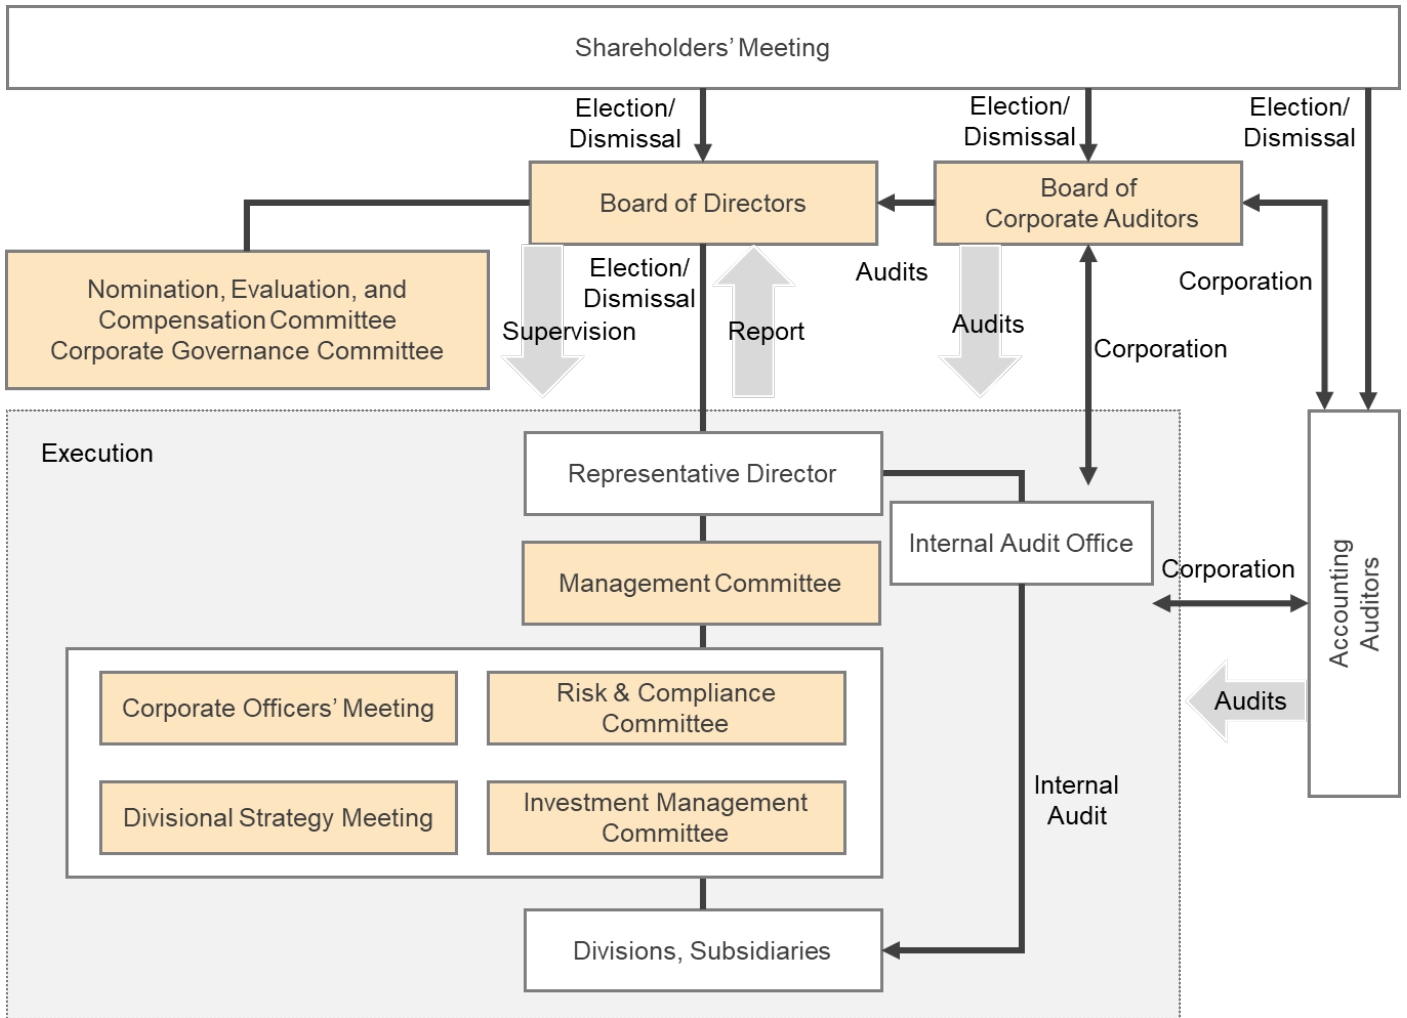 Shareholders' Meeting
Election/
Dismissal
Election/
Dismissal
Election/
Dismissal
Board of Directors
Board of
Corporate Auditors
Nomination, Evaluation, and
Compensation Committee
Corporate Governance Committee
Supervision
Election/
Dismissal
Report
Audits
Audits
Corporation
Corporation
Execution
Representative Director
Internal Audit Office
Management Committee
Corporation
Accounting
Auditors
Audits
Corporate Officers' Meeting
Risk & Compliance
Committee
Divisional Strategy Meeting
Investment Management
Committee
Internal
Audit
Divisions, Subsidiaries